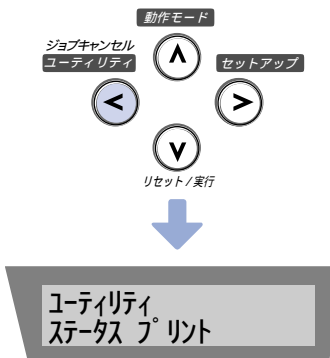 動作モード
ジョブキャンセル
ユーティリティ
セットアップ
リセット/実行
ユーティリティ
ステータス プリント